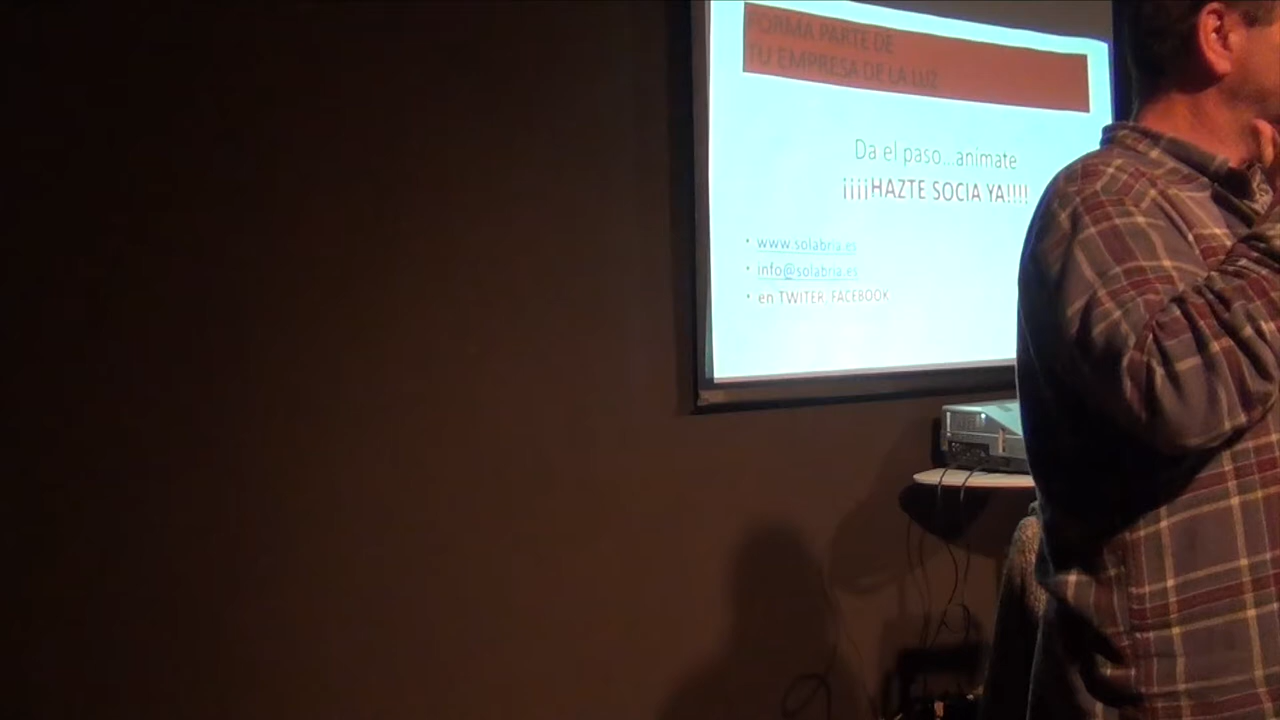 FORMA PARTE DE
TU EMPRESA DE LA LUZ
Da el paso...animate
¡¡¡¡HAZTE SOCIA YA!!!!
• www.solabria.es
• info@solabria.es
• en TWITER, FACEBOOK